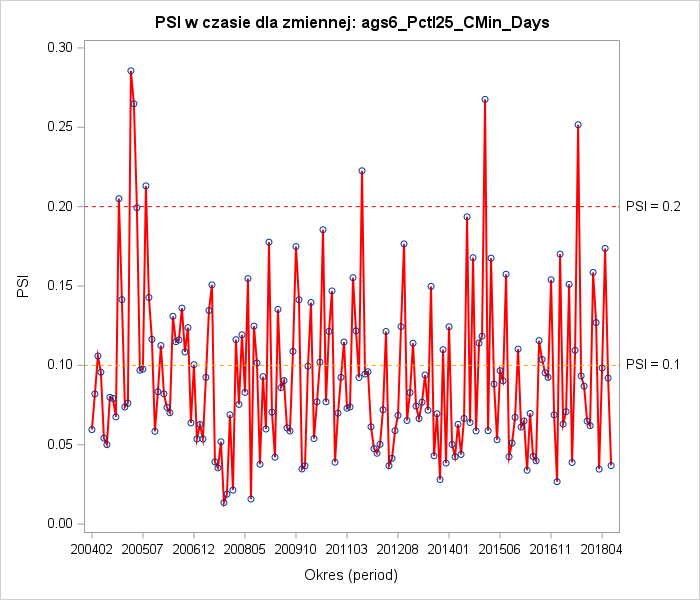 PSI w czasie dla zmiennej: ags6_Pctl25_CMin_Days
0.30
0.25
0.20
0.15
0.10
0.05
0.00
PSI
PSI = 0.2
PSI = 0.1
200402 200507 200612 200805 200910 201103 201208 201401 201506 201611 201804
Okres (period)